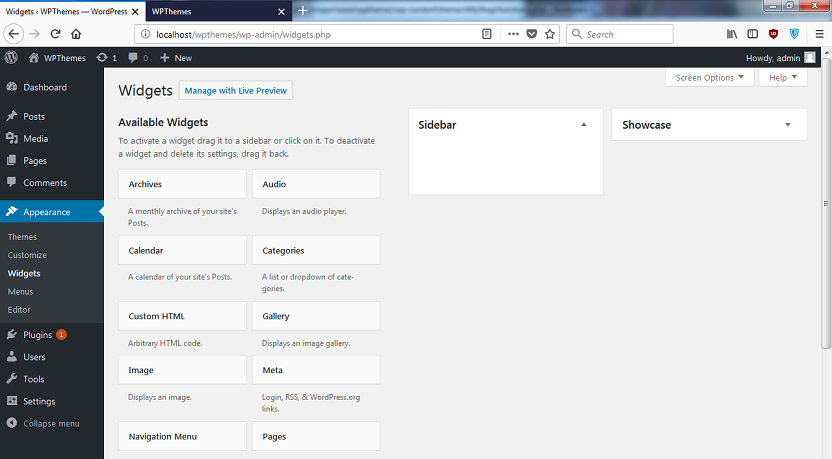 Widgets ‹ WPThemes — WordPress
WPThemes
localhost/wpthemes/wp-admin/widgets.php
Search
WPThemes
1
0
New
Howdy, admin
Dashboard
Posts
Media
Pages
Comments
Appearance
Themes
Customize
Widgets
Menus
Editor
Plugins 1
Users
Tools
Settings
Collapse menu
Screen Options
Help
Widgets
Manage with Live Preview
Available Widgets
To activate a widget drag it to a sidebar or click on it. To deactivate
a widget and delete its settings, drag it back.
Archives
A monthly archive of your site's
Posts.
Audio
Displays an audio player.
Calendar
A calendar of your site's Posts.
Categories
A list or dropdown of cate-
gories.
Custom HTML
Arbitrary HTML code.
Gallery
Displays an image gallery.
Image
Displays an image.
Meta
Login, RSS, & WordPress.org
links.
Navigation Menu
Pages
Sidebar
Showcase